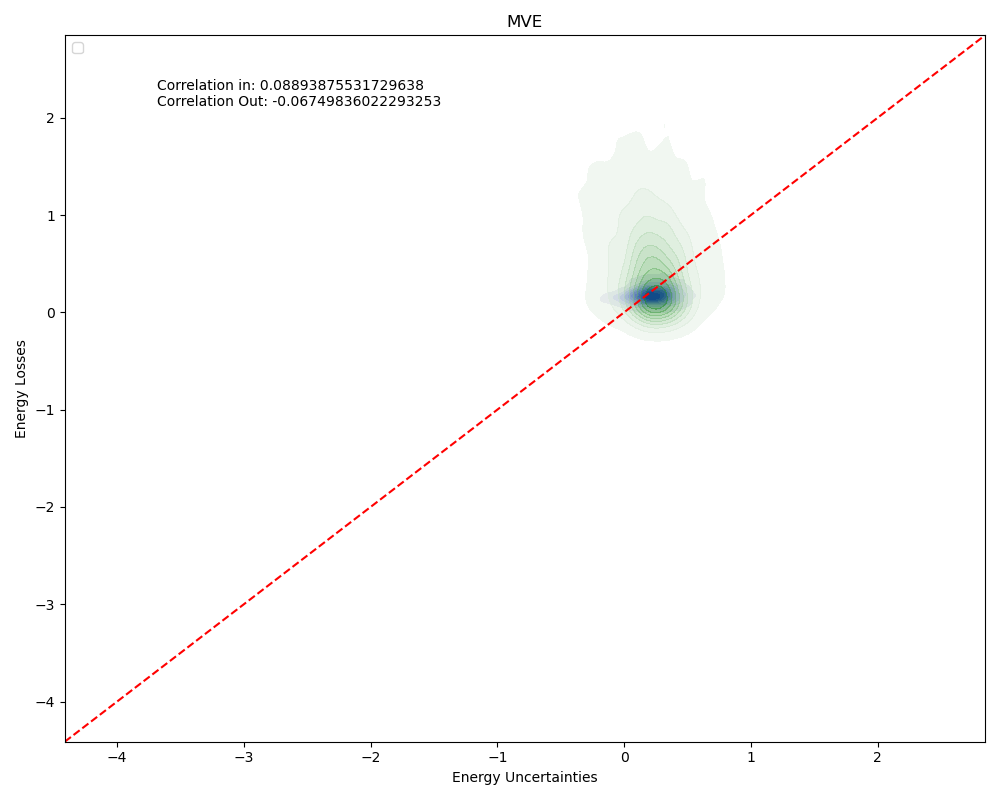 MVE
Correlation in: 0.08893875531729638
Correlation Out: -0.06749836022293253
2
1
0
−1
−2
−3
−4
Energy Losses
−4
−3
−2
−1
0
1
2
Energy Uncertainties